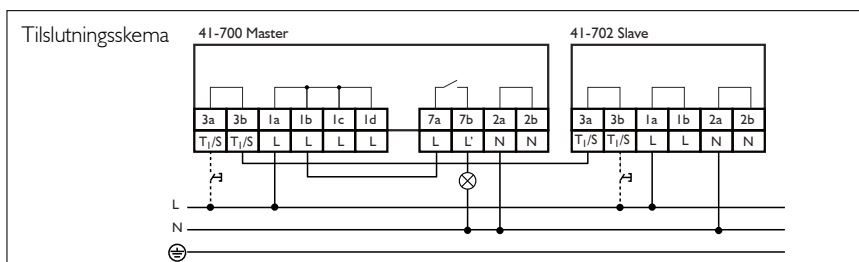 Tilslutningsskema
41-700 Master
41-702 Slave
3a 3b 1a 1b 1c 1d 7a 7b 2a 2b 3a 3b 1a 1b 2a 2b
T₁/S T₁/S L L L L L L' N N T₁/S T₁/S L L N N
L
N